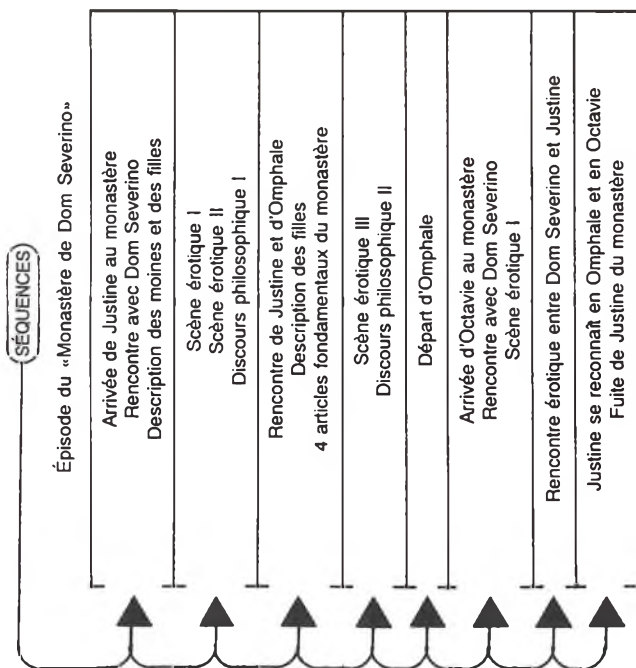 SÉQUENCES
Épisode du «Monastère de Dom Severino»
Arrivée de Justine au monastère
Rencontre avec Dom Severino
Description des moines et des filles
Scène érotique I
Scène érotique II
Discours philosophique I
Rencontre de Justine et d'Omphale
Description des filles
4 articles fondamentaux du monastère
Scène érotique III
Discours philosophique II
Départ d'Omphale
Arrivée d'Octavie au monastère
Rencontre avec Dom Severino
Scène érotique I
Rencontre érotique entre Dom Severino et Justine
Justine se reconnaît en Omphale et en Octavie
Fuite de Justine du monastère